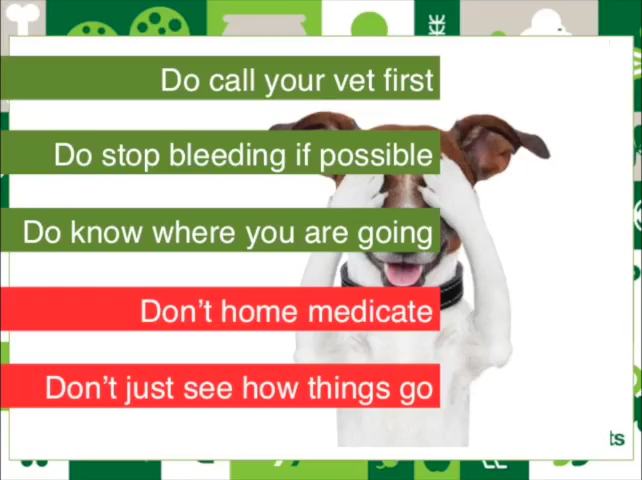 Do call your vet first
Do stop bleeding if possible
Do know where you are going
Don't home medicate
Don't just see how things go
ts